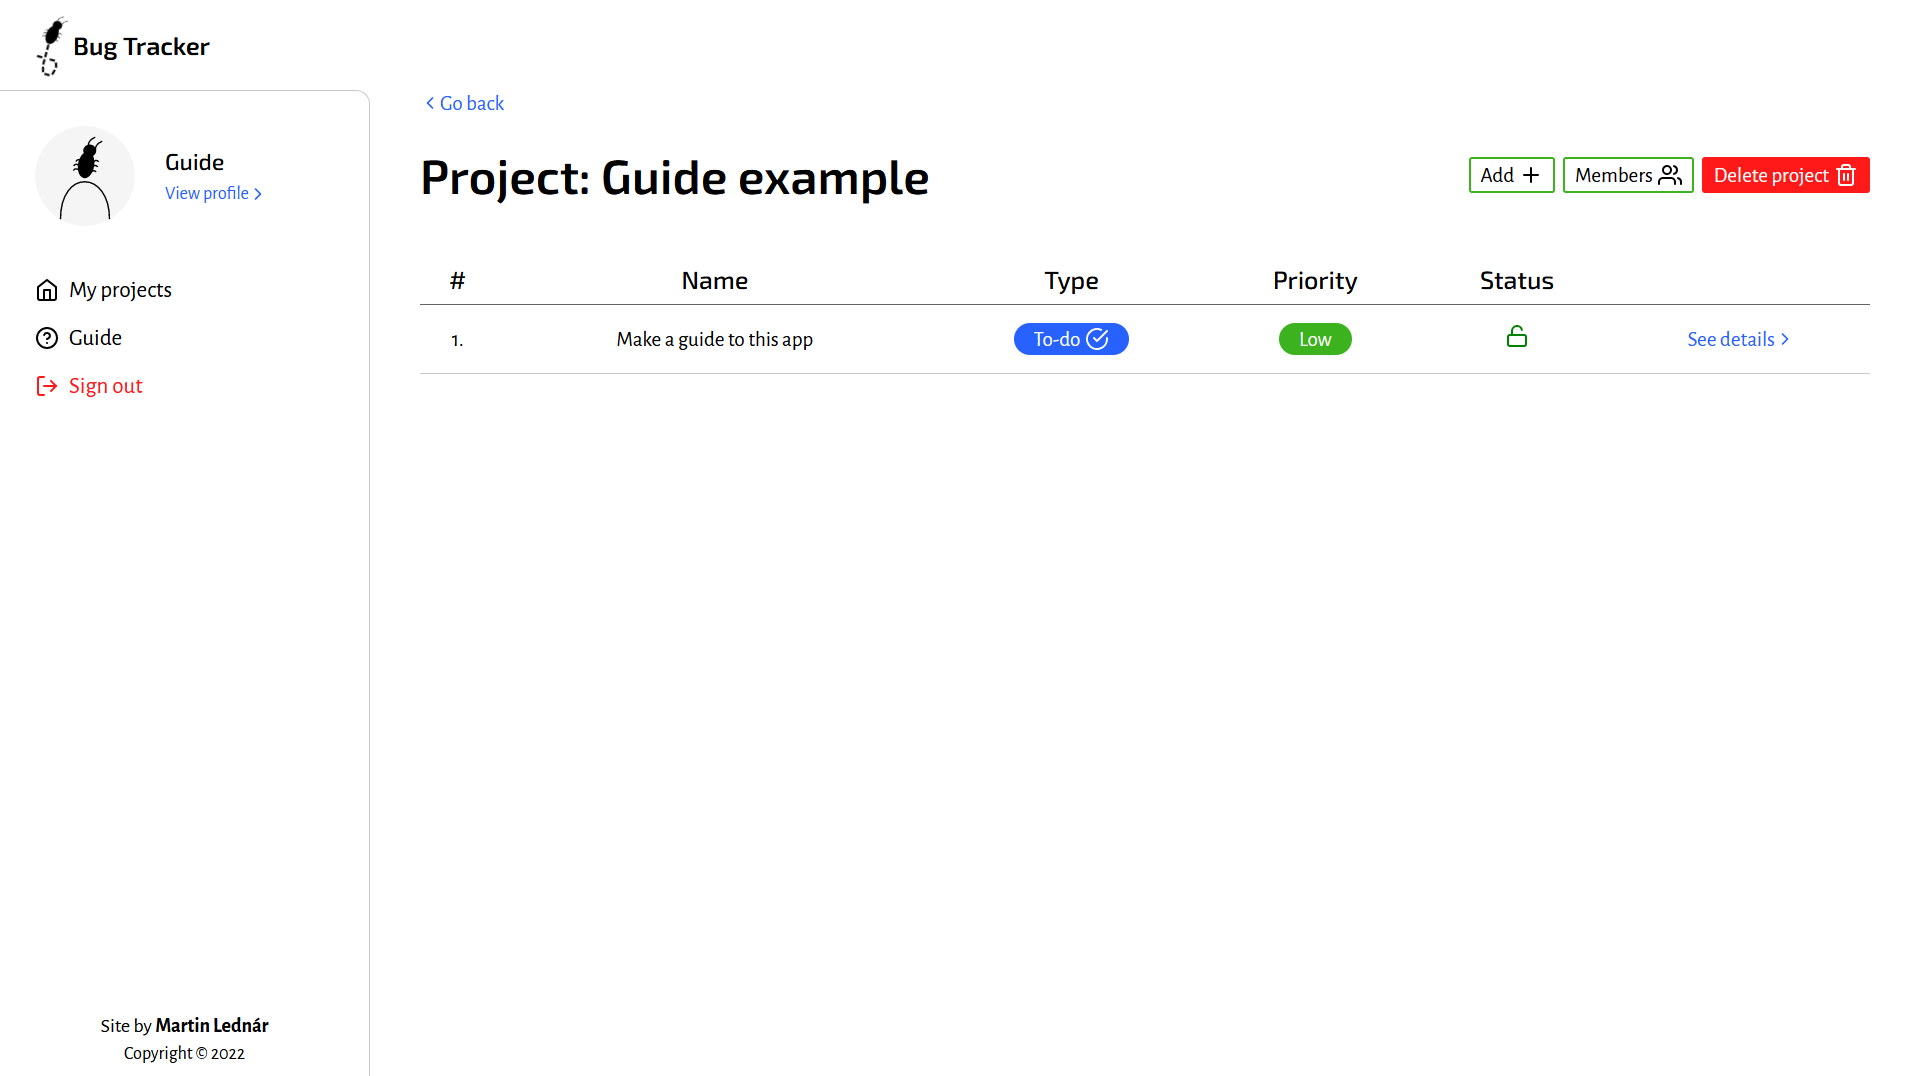 Bug Tracker
Guide
View profile
My projects
Guide
Sign out
Site by Martin Lednár
Copyright © 2022
Go back
Project: Guide example
Add
Members
Delete project
# Name Type Priority Status
1. Make a guide to this app To-do Low See details